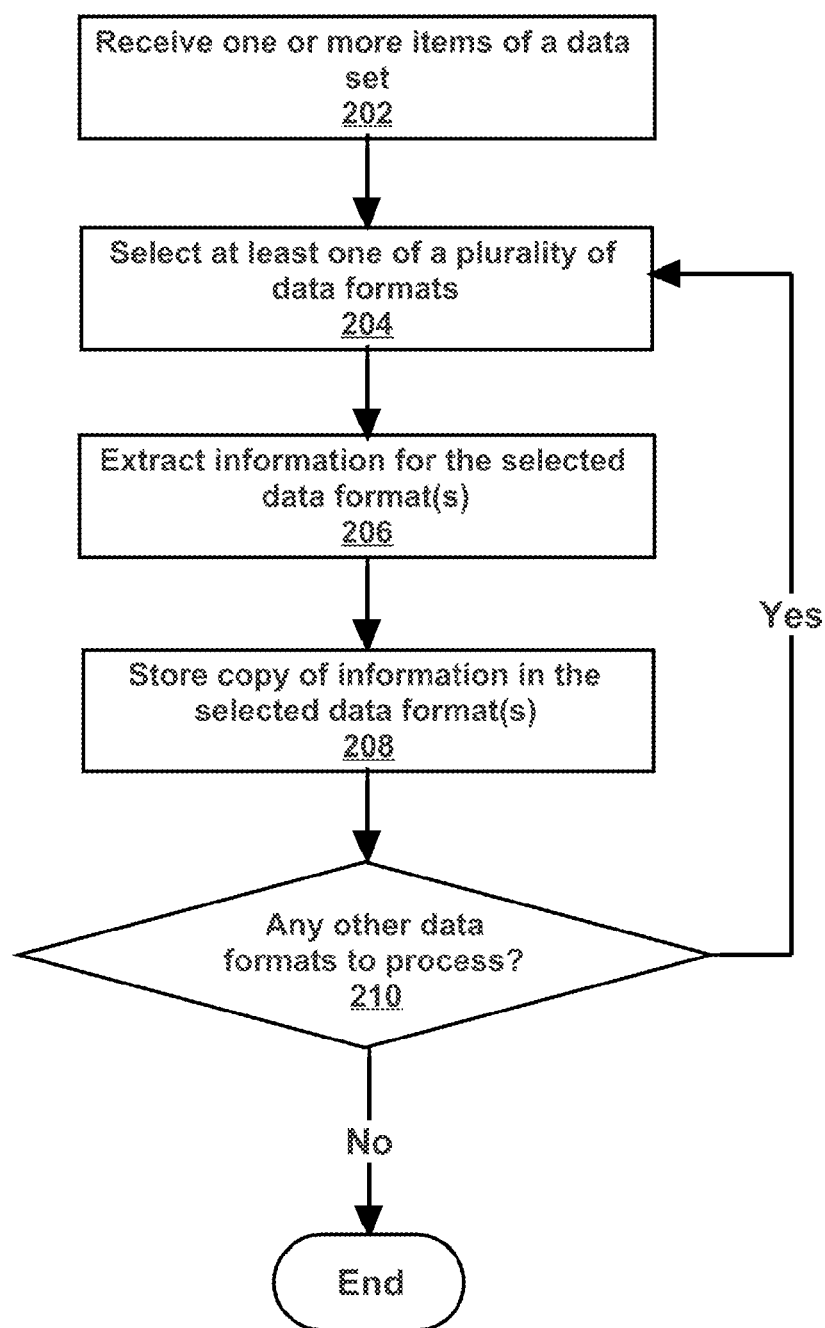 Receive one or more items of a data
set
202
Select at least one of a plurality of
data formats
204
Extract information for the selected
data format(s)
206
Store copy of information in the
selected data format(s)
208
Yes
Any other data
formats to process?
210
No
End